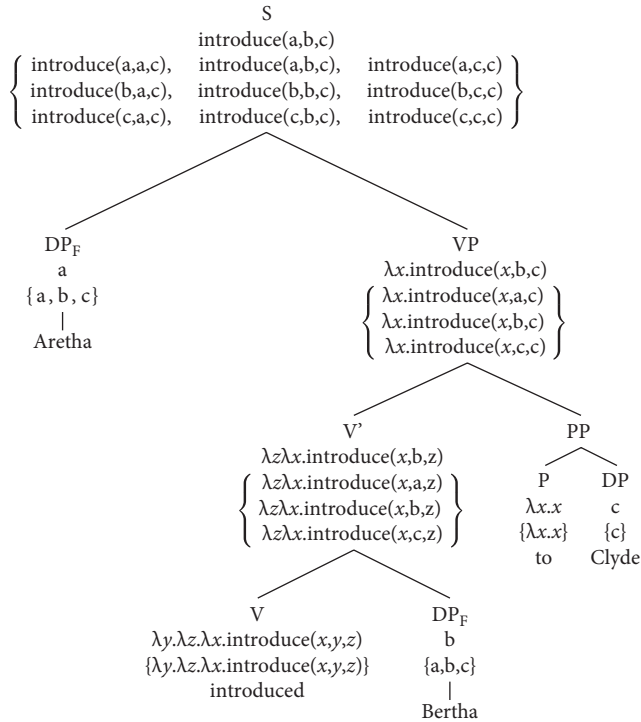 S
introduce(a,b,c)
{ introduce(a,a,c), introduce(a,b,c), introduce(a,c,c) }
introduce(b,a,c), introduce(b,b,c), introduce(b,c,c)
introduce(c,a,c), introduce(c,b,c), introduce(c,c,c)
DP_F
a
{a, b, c}
Aretha
VP
λx.introduce(x,b,c)
{ λx.introduce(x,a,c) }
λx.introduce(x,b,c)
λx.introduce(x,c,c)
V’
λzλx.introduce(x,b,z)
{ λzλx.introduce(x,a,z) }
λzλx.introduce(x,b,z)
λzλx.introduce(x,c,z)
PP
P
λx.x
{λx.x}
to
DP
c
{c}
Clyde
V
λy.λz.λx.introduce(x,y,z)
{λy.λz.λx.introduce(x,y,z)}
introduced
DP_F
b
{a,b,c}
Bertha